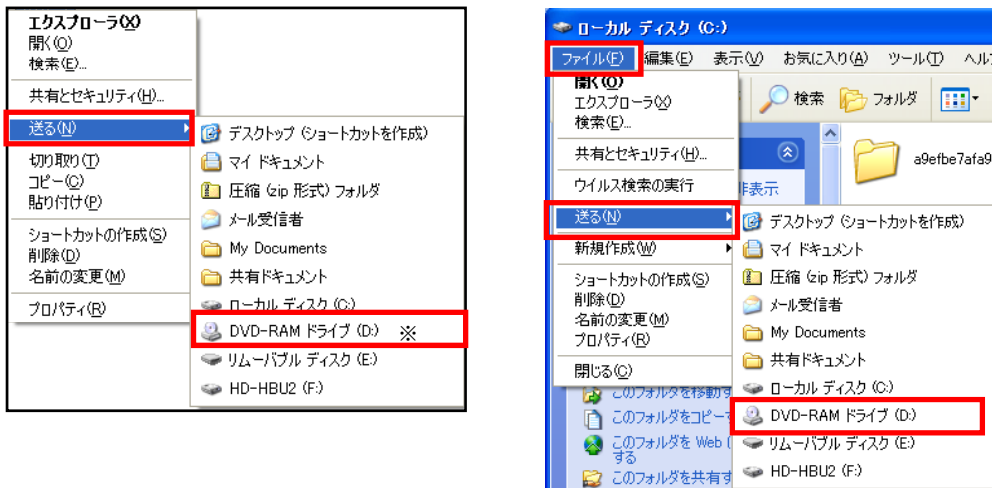 エクスプローラ(X)
開く(O)
検索(E)...
共有とセキュリティ(H)...
送る(N)
切り取り(T)
コピー(C)
貼り付け(P)
ショートカットの作成(S)
削除(D)
名前の変更(M)
プロパティ(R)
デスクトップ (ショートカットを作成)
マイ ドキュメント
圧縮 (zip 形式) フォルダ
メール受信者
My Documents
共有ドキュメント
ローカル ディスク (C:)
DVD-RAM ドライブ (D:) ※
リムーバブル ディスク (E:)
HD-HBU2 (F:)
ローカル ディスク (C:)
ファイル(F) 編集(E) 表示(V) お気に入り(A) ツール(T) ヘル
検索 フォルダ
開く(O)
エクスプローラ(X)
検索(E)...
共有とセキュリティ(H)...
ウイルス検索の実行
送る(N)
新規作成(W)
ショートカットの作成(S)
削除(D)
名前の変更(M)
プロパティ(R)
閉じる(C)
非表示
a9efbe7afa9
デスクトップ (ショートカットを作成)
マイ ドキュメント
圧縮 (zip 形式) フォルダ
メール受信者
My Documents
共有ドキュメント
ローカル ディスク (C:)
DVD-RAM ドライブ (D:)
リムーバブル ディスク (E:)
HD-HBU2 (F:)
このフォルダを移動す
このフォルダをコピーす
このフォルダを Web (
する
このフォルダを共有す